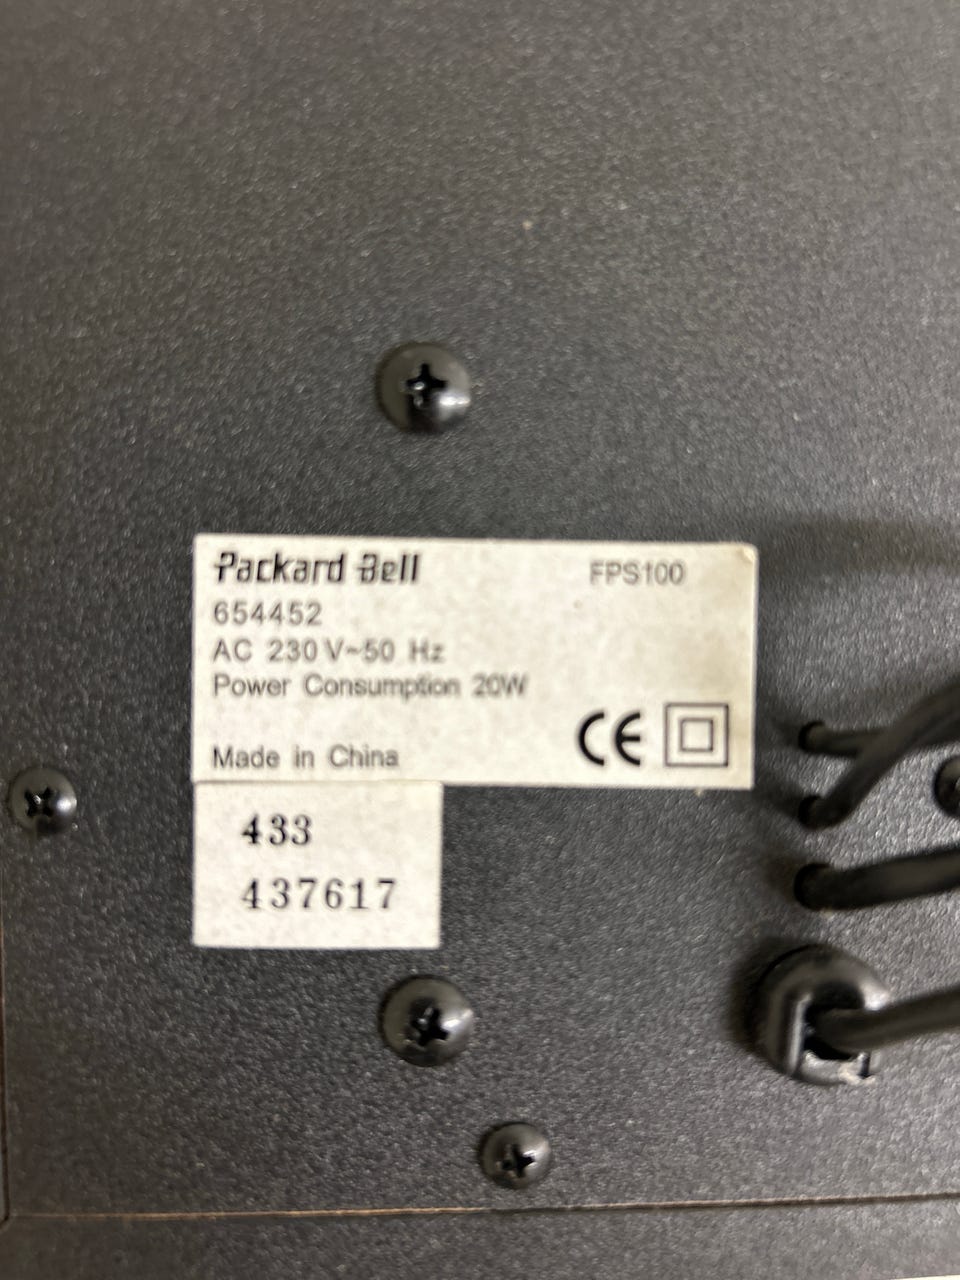 Packard Bell FPS100
654452
AC 230 V~50 Hz
Power Consumption 20W
Made in China CE
433
437617